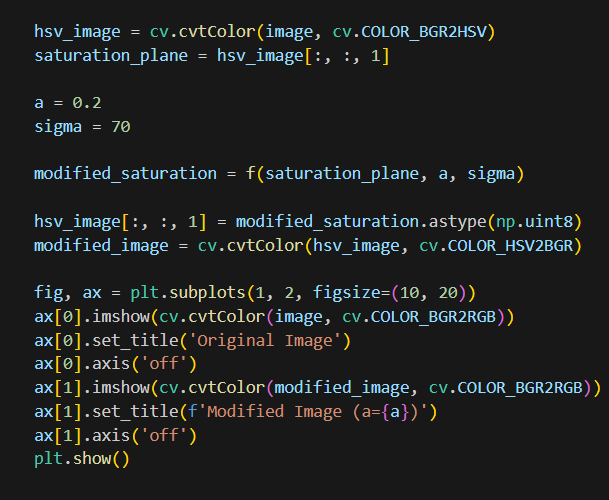 hsv_image = cv.cvtColor(image, cv.COLOR_BGR2HSV)
saturation_plane = hsv_image[:, :, 1]
a = 0.2
sigma = 70
modified_saturation = f(saturation_plane, a, sigma)
hsv_image[:, :, 1] = modified_saturation.astype(np.uint8)
modified_image = cv.cvtColor(hsv_image, cv.COLOR_HSV2BGR)
fig, ax = plt.subplots(1, 2, figsize=(10, 20))
ax[0].imshow(cv.cvtColor(image, cv.COLOR_BGR2RGB))
ax[0].set_title('Original Image')
ax[0].axis('off')
ax[1].imshow(cv.cvtColor(modified_image, cv.COLOR_BGR2RGB))
ax[1].set_title(f'Modified Image (a={a})')
ax[1].axis('off')
plt.show()